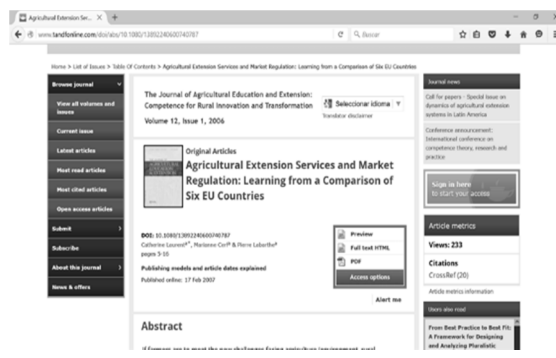 Agricultural Extension Ser...
www.tandfonline.com/doi/abs/10.1080/13892240600740787
Buscar
Home > List of Issues > Table Of Contents > Agricultural Extension Services and Market Regulation: Learning from a Comparison of Six EU Countries
Browse journal
View all volumes and
issues
Current issue
Latest articles
Most read articles
Most cited articles
Open access articles
Submit
Subscribe
About this journal
News & offers
The Journal of Agricultural Education and Extension:
Competence for Rural Innovation and Transformation
Volume 12, Issue 1, 2006
Seleccionar idioma
Translator disclaimer
Original Articles
Agricultural Extension Services and Market
Regulation: Learning from a Comparison of
Six EU Countries
DOI: 10.1080/13892240600740787
Catherine Laurent, Marianne Cerf & Pierre Labarthe
pages 5-16
Publishing models and article dates explained
Published online: 17 Feb 2007
Preview
Full text HTML
PDF
Access options
Alert me
Abstract
Journal news
Call for papers - Special issue on
dynamics of agricultural extension
systems in Latin America
Conference announcement:
International conference on
competence theory, research and
practice
Sign in here
to start your access
Article metrics
Views: 233
Citations
CrossRef (20)
Article metrics information
Users also read
From Best Practice to Best Fit:
A Framework for Designing
and Analyzing Pluralistic